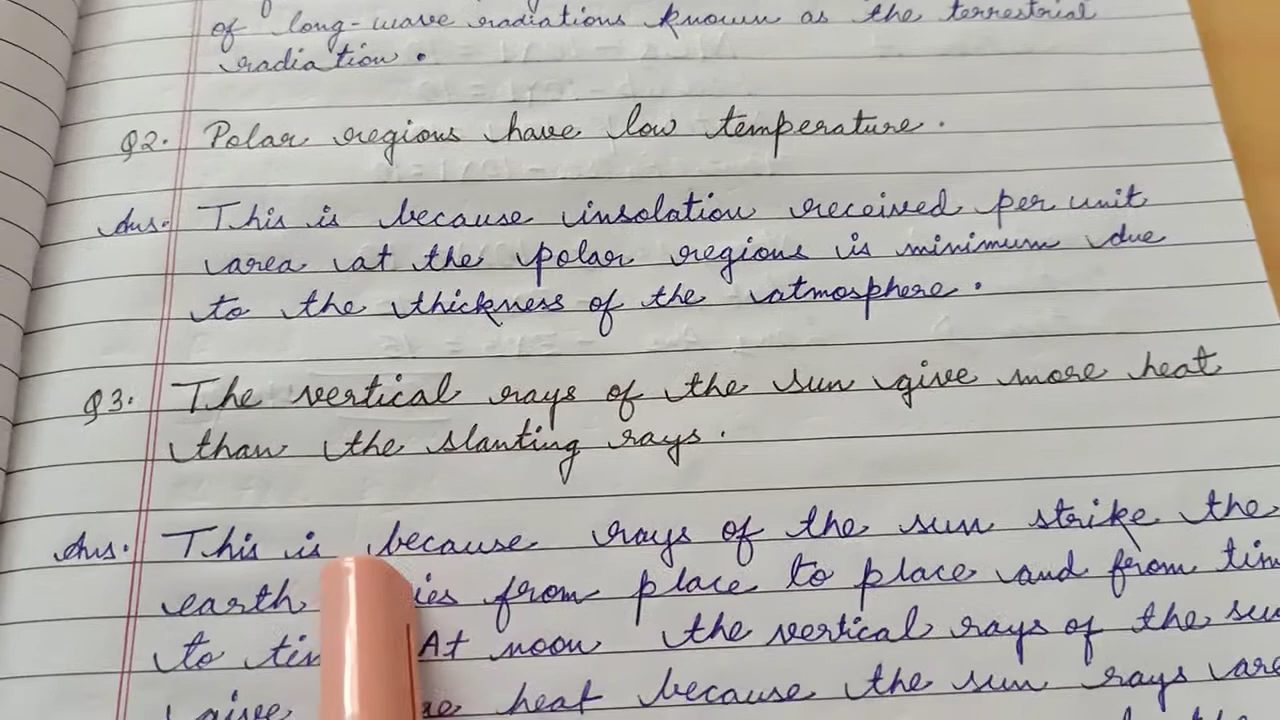 of long-wave radiations known as the terrestrial
radiation.
Q2. Polar regions have low temperature.
Ans. This is because insolation received per unit
area at the polar regions is minimum due
to the thickness of the atmosphere.
Q3. The vertical rays of the sun give more heat
than the slanting rays.
Ans. This is because rays of the sun strike the
earth from place to place and from
to At noon the vertical rays of the
give heat because the sun rays are